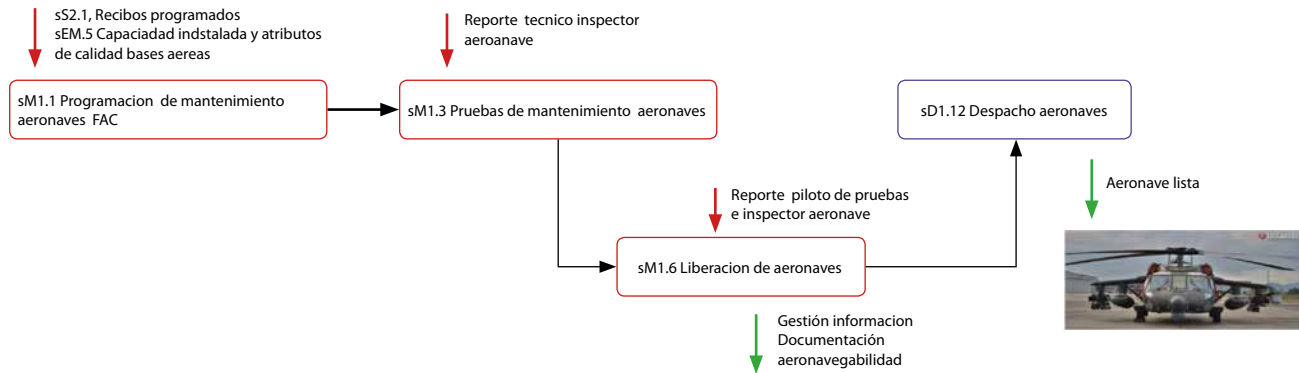 sS2.1, Recibos programados
sEM.5 Capaciadad indstalada y atributos
de calidad bases aereas
Reporte tecnico inspector
aeroanave
sM1.1 Programacion de mantenimiento
aeronaves FAC
sM1.3 Pruebas de mantenimiento aeronaves
sD1.12 Despacho aeronaves
Aeronave lista
Reporte piloto de pruebas
e inspector aeronave
sM1.6 Liberacion de aeronaves
Gestión informacion
Documentación
aeronavegabilidad